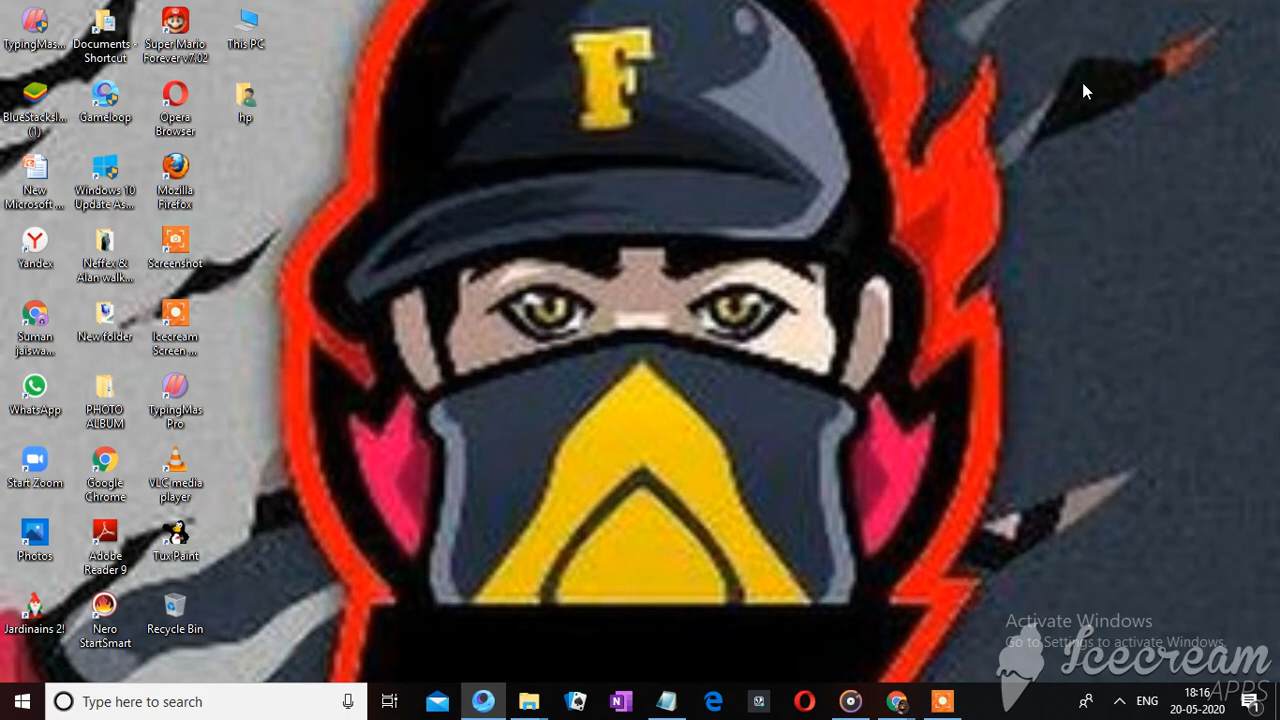 TypingMas...
Documents - Shortcut
Super Mario Forever v7.02
This PC
BlueStacksI... (1)
Gameloop
Opera Browser
hp
New Microsoft ...
Windows 10 Update As...
Mozilla Firefox
Yandex
Neffex & Alan walk...
Screenshot
Suman jaiswa...
New folder
Icecream Screen ...
WhatsApp
PHOTO ALBUM
TypingMas Pro
Start Zoom
Google Chrome
VLC media player
Photos
Adobe Reader 9
Tux Paint
Jardinains 2!
Nero StartSmart
Recycle Bin
F
Activate Windows
Go to Settings to activate Windows.
Icecream
APPS
Type here to search
ENG
18:16
20-05-2020
1